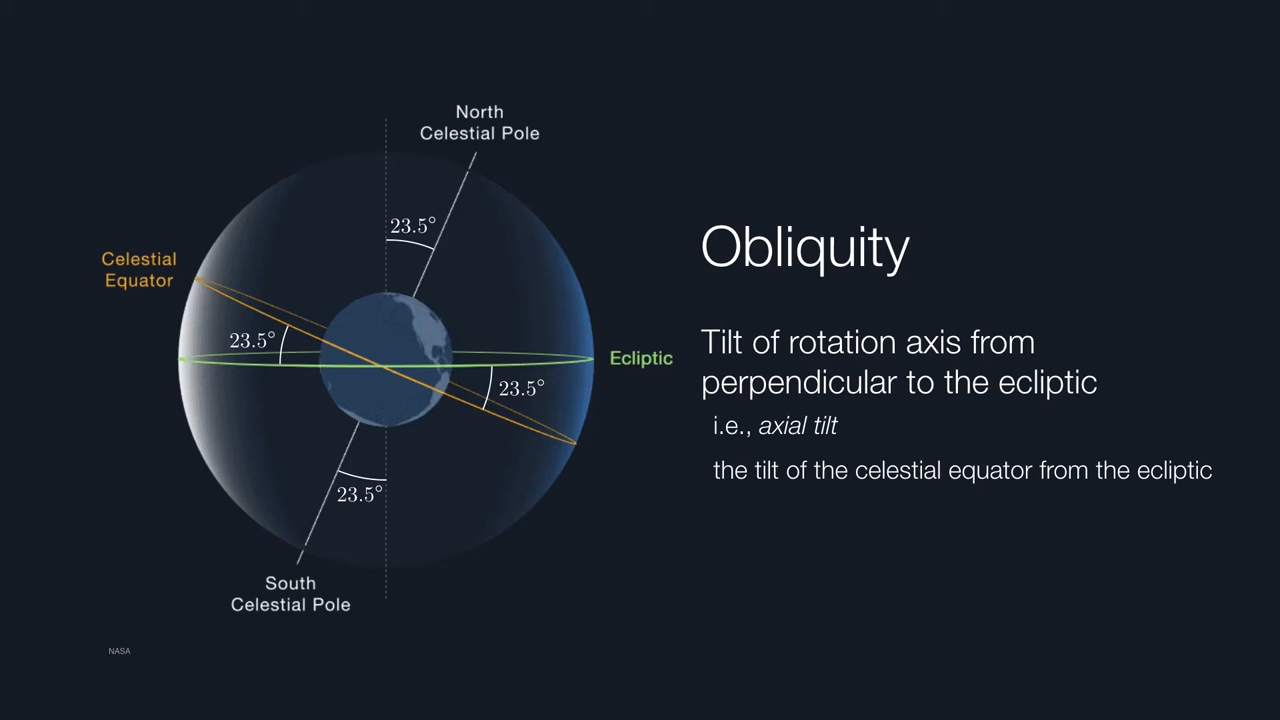 North
Celestial Pole
23.5°
Celestial
Equator
23.5°
Ecliptic
23.5°
23.5°
South
Celestial Pole
NASA
Obliquity
Tilt of rotation axis from
perpendicular to the ecliptic
i.e., axial tilt
the tilt of the celestial equator from the ecliptic